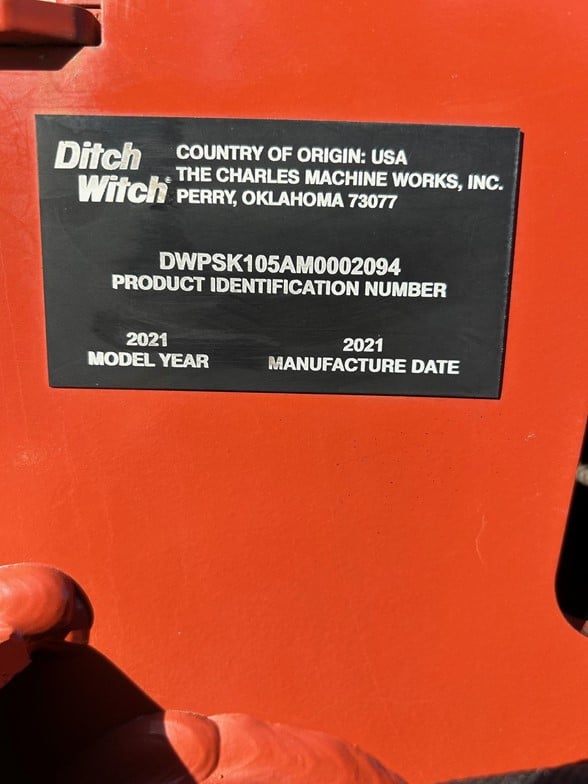 Ditch Witch®
COUNTRY OF ORIGIN: USA
THE CHARLES MACHINE WORKS, INC.
PERRY, OKLAHOMA 73077
DWPSK105AM0002094
PRODUCT IDENTIFICATION NUMBER
2021
MODEL YEAR
2021
MANUFACTURE DATE